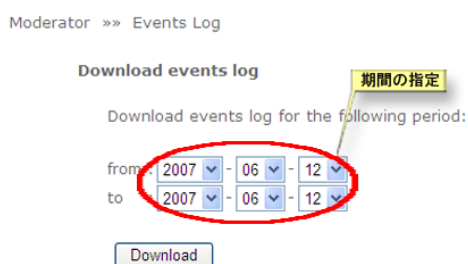 Moderator »» Events Log
Download events log
期間の指定
Download events log for the following period:
from : 2007 - 06 - 12
to : 2007 - 06 - 12
Download